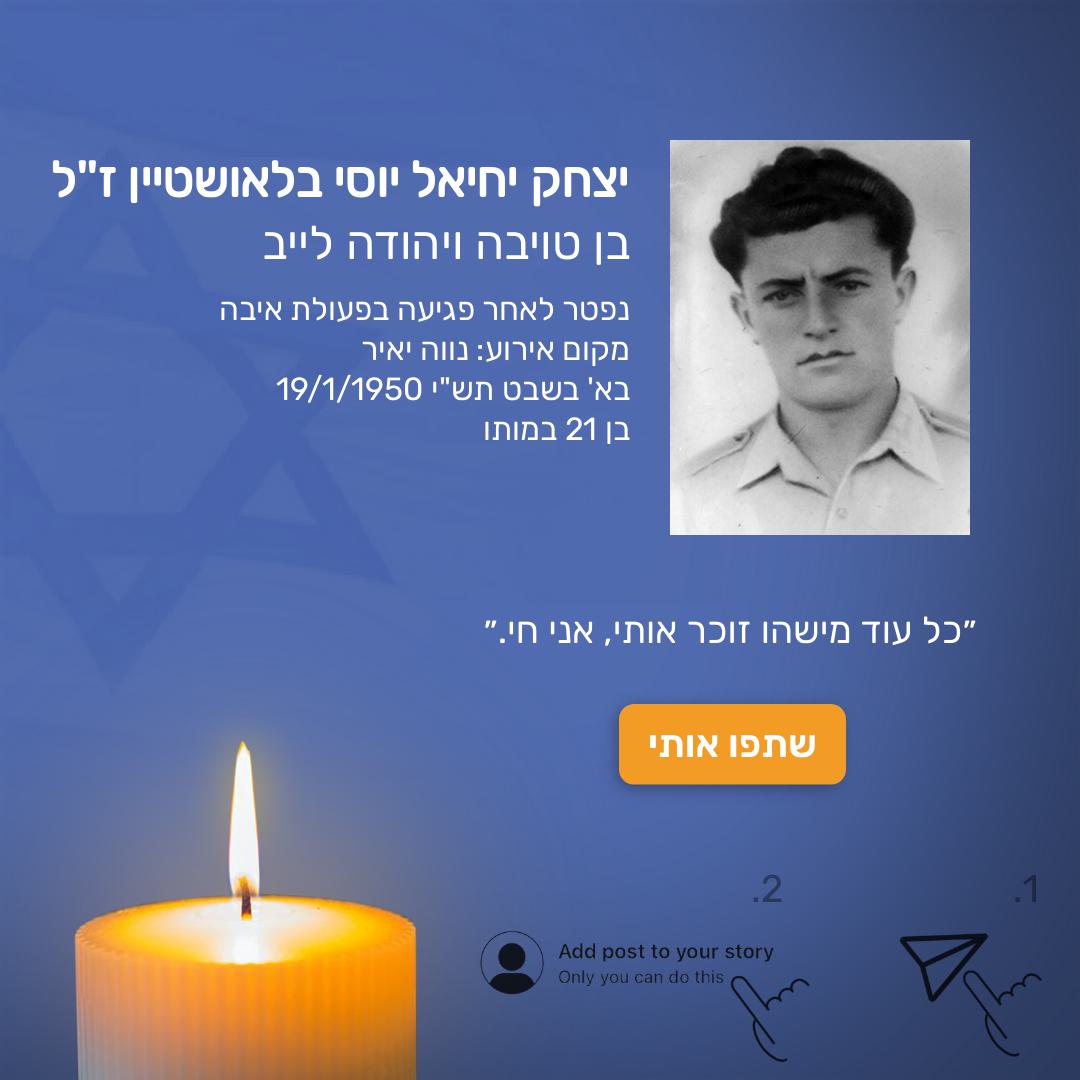 יצחק יחיאל יוסי בלאושטיין ז"ל
בן טויבה ויהודה לייב
נפטר לאחר פגיעה בפעולת איבה
מקום אירוע: נווה יאיר
בא' בשבט תש"י 19/1/1950
בן 21 במותו
״כל עוד מישהו זוכר אותי, אני חי.״
שתפו אותי
1.
2.
Add post to your story
Only you can do this